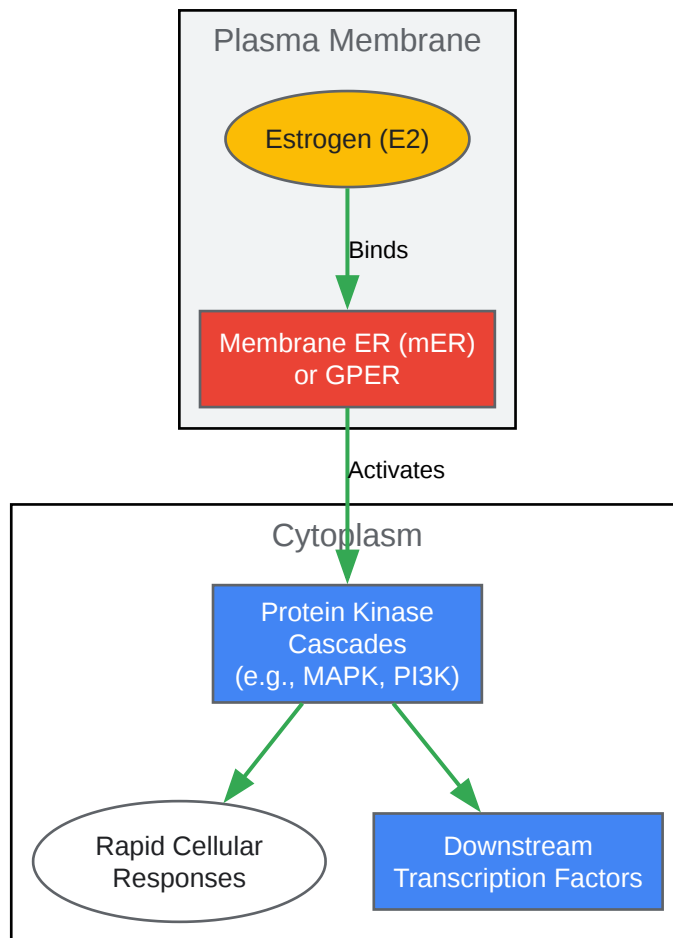 Plasma Membrane
Estrogen (E2)
Binds
Membrane ER (mER)
or GPER
Activates
Cytoplasm
Protein Kinase
Cascades
(e.g., MAPK, PI3K)
Rapid Cellular
Responses
Downstream
Transcription Factors